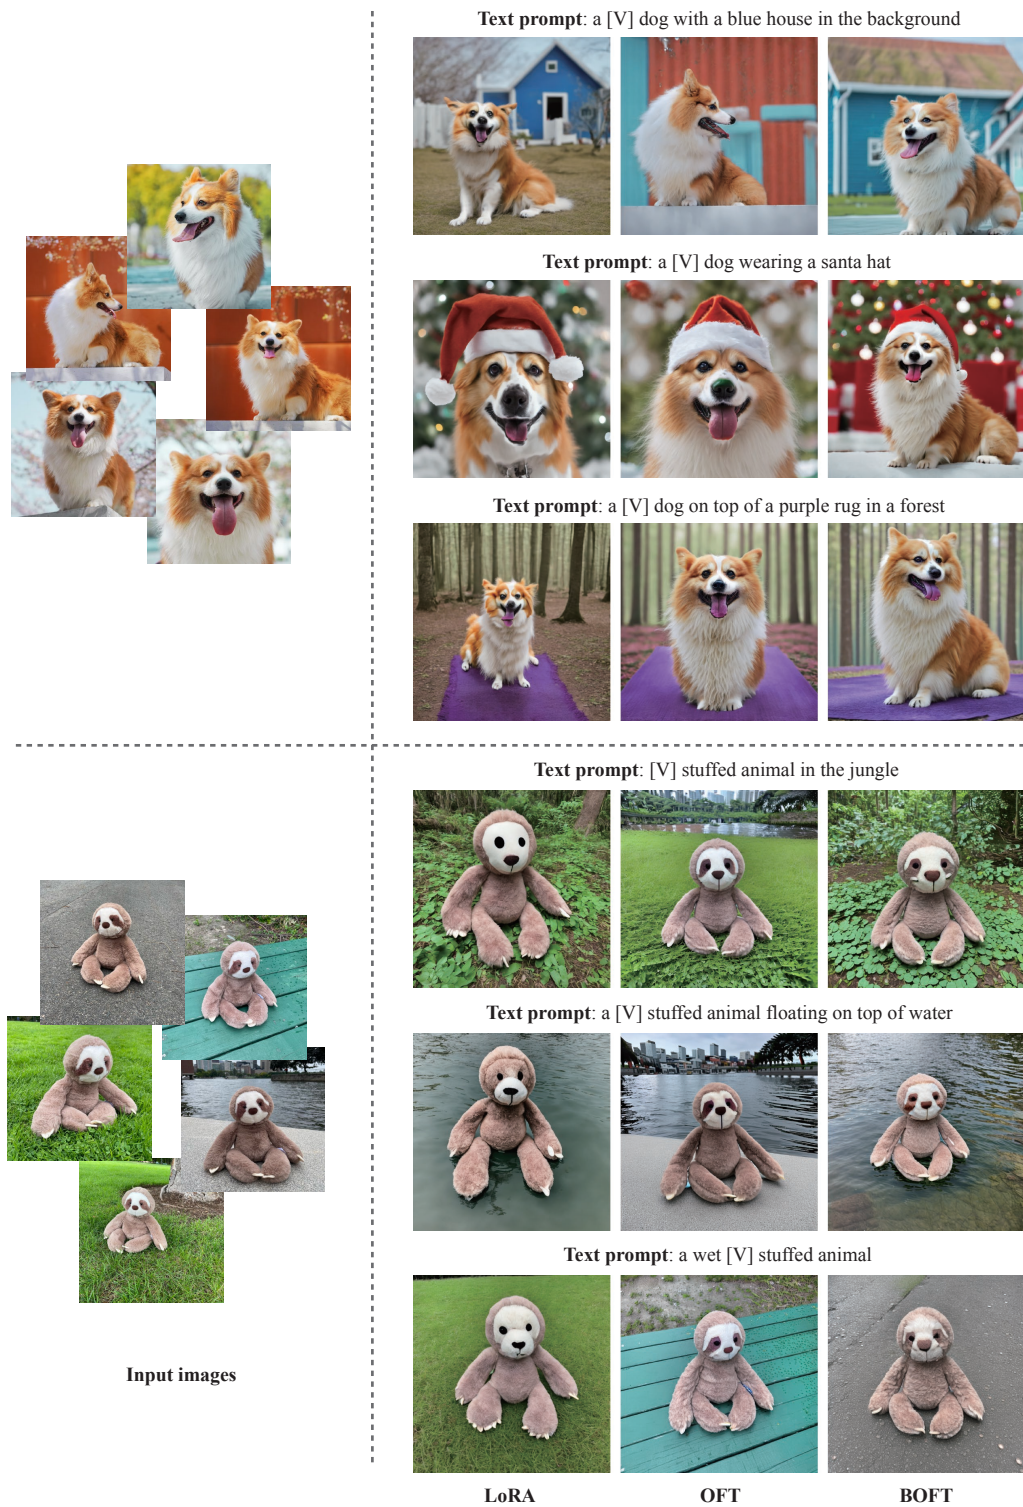 Text prompt: a [V] dog with a blue house in the background
Text prompt: a [V] dog wearing a santa hat
Text prompt: a [V] dog on top of a purple rug in a forest
Text prompt: [V] stuffed animal in the jungle
Text prompt: a [V] stuffed animal floating on top of water
Text prompt: a wet [V] stuffed animal
Input images
LoRA OFT BOFT